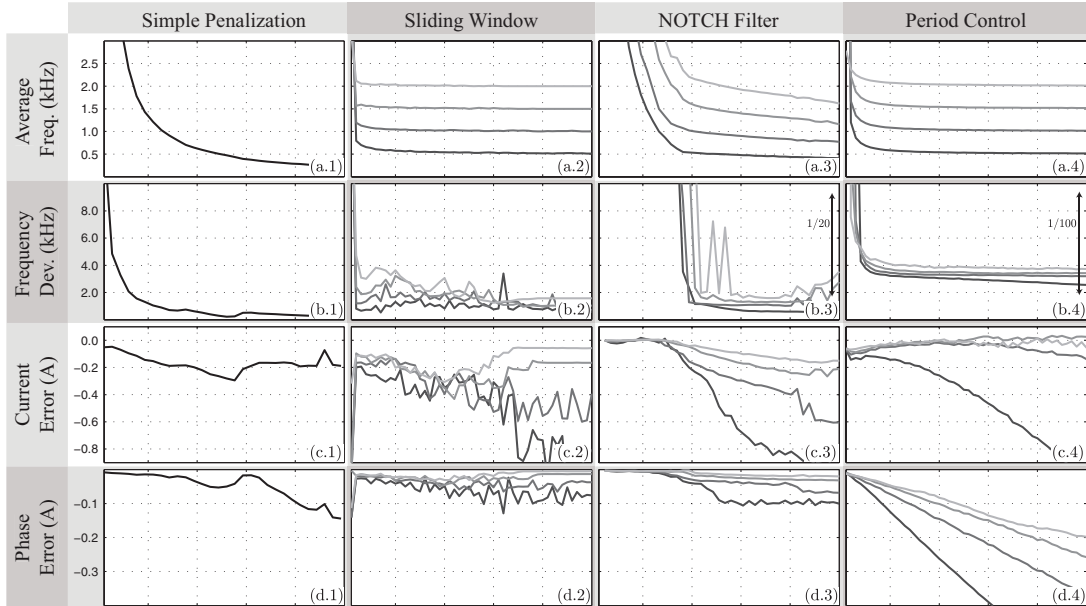 Simple Penalization Sliding Window NOTCH Filter Period Control
Average
Freq. (kHz)
2.5
2.0
1.5
1.0
0.5
(a.1) (a.2) (a.3) (a.4)
Frequency
Dev. (kHz)
8.0
6.0
4.0
2.0
1/20
1/100
(b.1) (b.2) (b.3) (b.4)
Current
Error (A)
0.0
−0.2
−0.4
−0.6
−0.8
(c.1) (c.2) (c.3) (c.4)
Phase
Error (A)
−0.1
−0.2
−0.3
(d.1) (d.2) (d.3) (d.4)